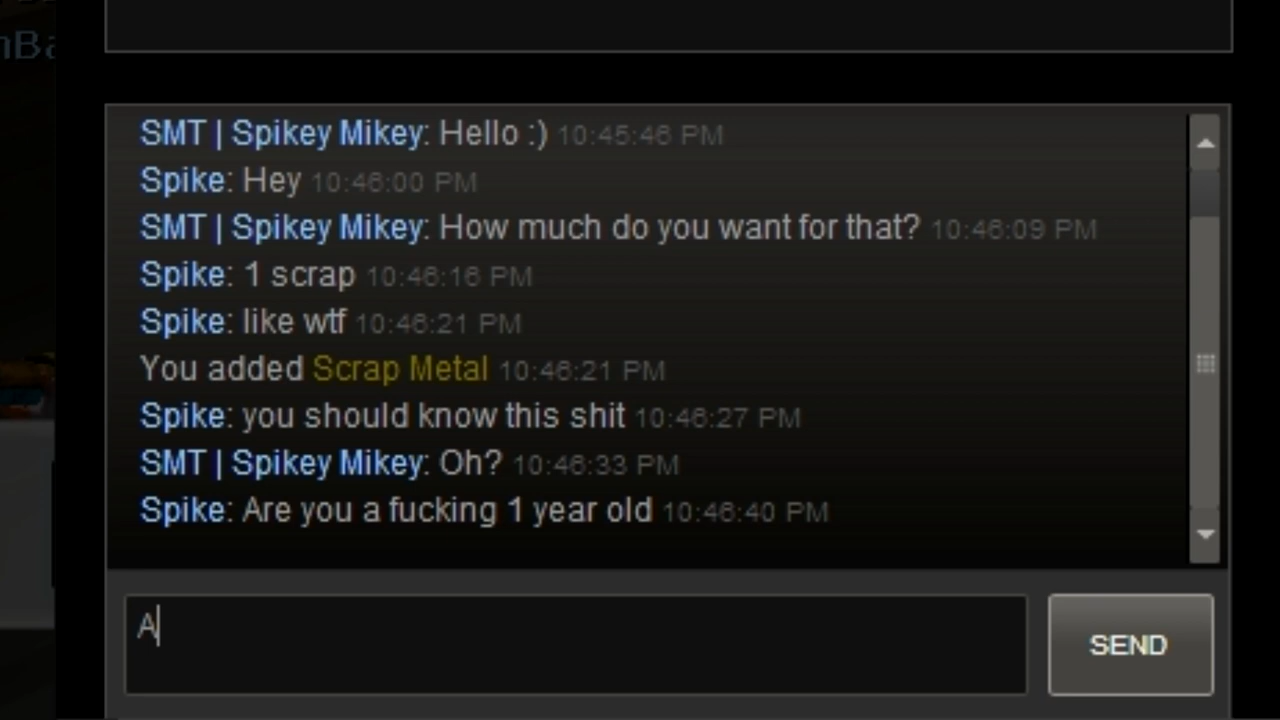 SMT | Spikey Mikey: Hello :) 10:45:46 PM
Spike: Hey 10:46:00 PM
SMT | Spikey Mikey: How much do you want for that? 10:46:09 PM
Spike: 1 scrap 10:46:16 PM
Spike: like wtf 10:46:21 PM
You added Scrap Metal 10:46:21 PM
Spike: you should know this shit 10:46:27 PM
SMT | Spikey Mikey: Oh? 10:46:33 PM
Spike: Are you a fucking 1 year old 10:46:40 PM
A
SEND